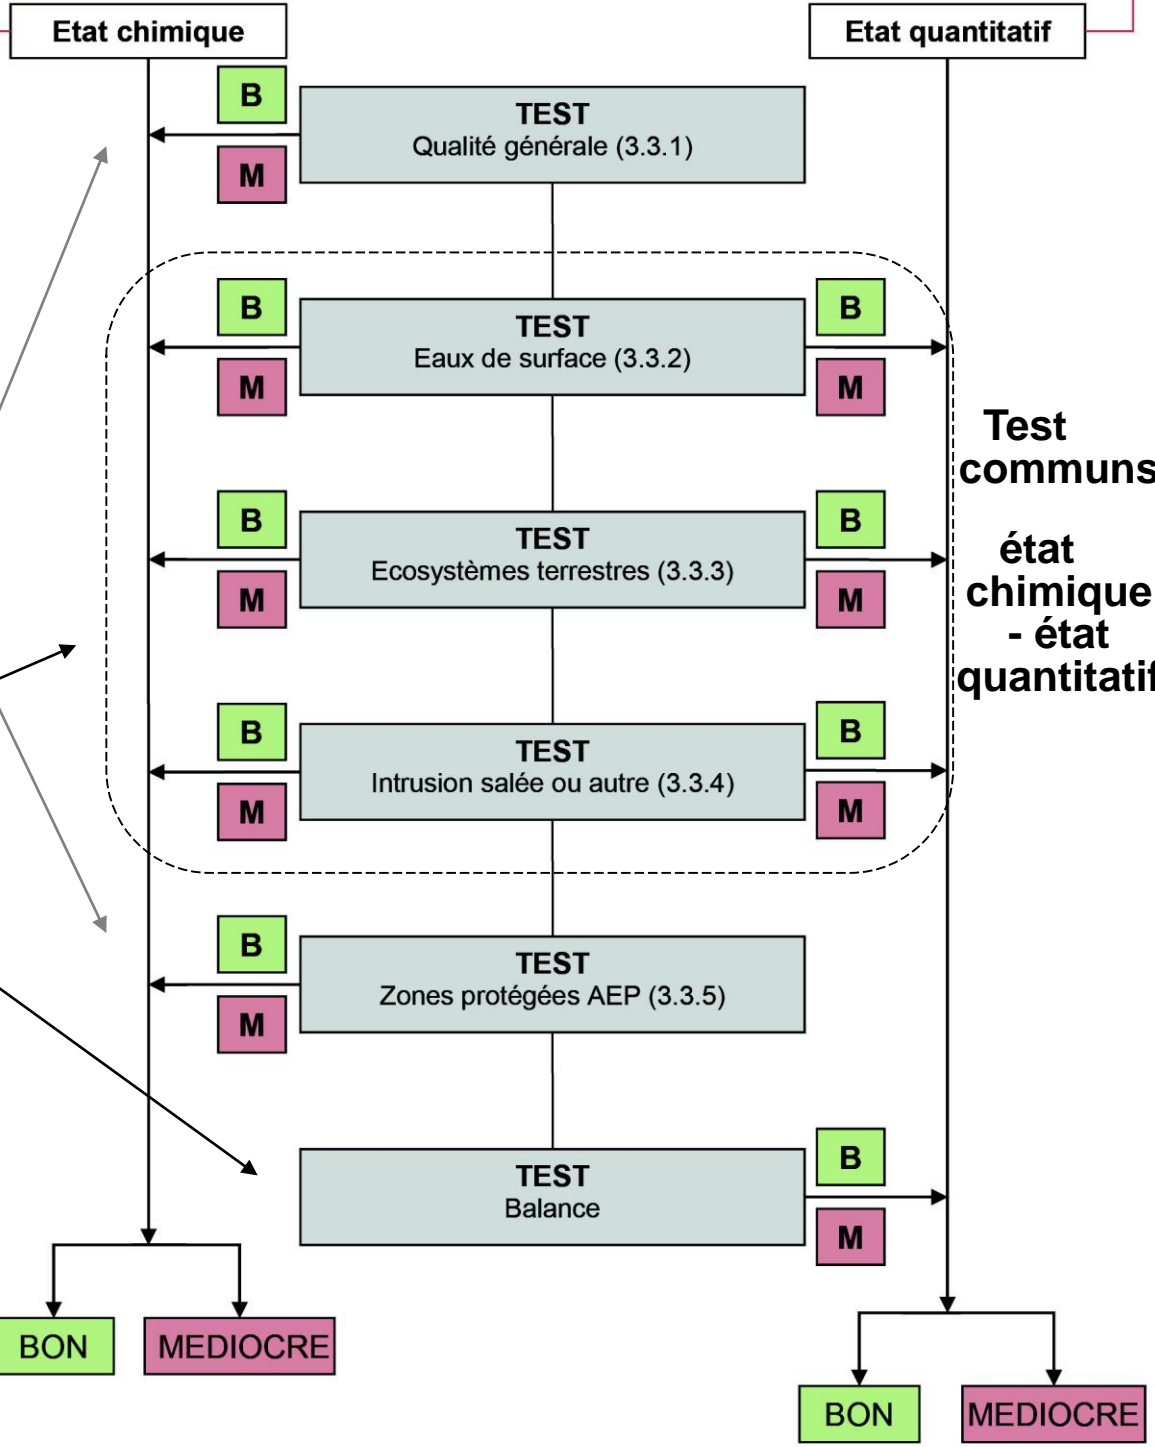 Etat chimique
Etat quantitatif
B
TEST
Qualité générale (3.3.1)
M
B
TEST
Eaux de surface (3.3.2)
B
M
M
Test
communs
état
chimique
- état
quantitatif
B
TEST
Ecosystèmes terrestres (3.3.3)
B
M
M
B
TEST
Intrusion salée ou autre (3.3.4)
B
M
M
B
TEST
Zones protégées AEP (3.3.5)
M
TEST
Balance
B
M
BON
MEDIOCRE
BON
MEDIOCRE